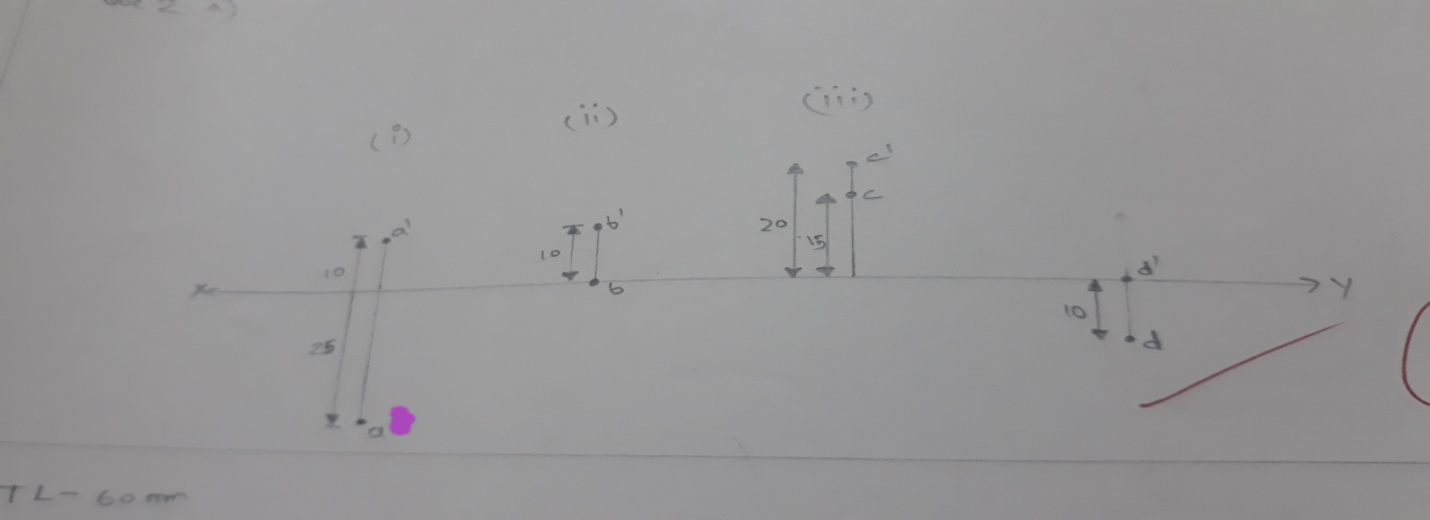 (i) (ii) (iii)
c'
c
20
15
a'
b'
10
10
b
X
d'
Y
10
d
25
a
TL - 60 mm